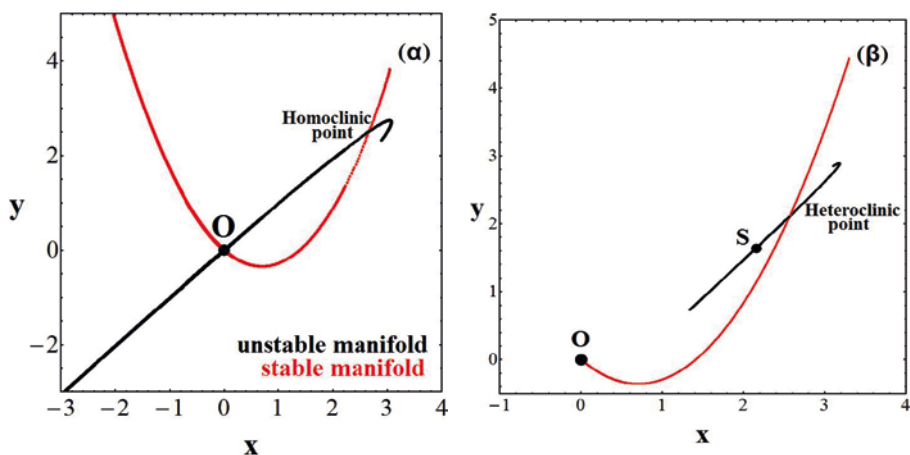 (α)
4
2
0
−2
y
−3
−2
−1
0
1
2
3
4
x
Homoclinic
point
O
unstable manifold
stable manifold
(β)
5
4
3
2
1
0
y
−1
0
1
2
3
4
x
S
Heteroclinic
point
O